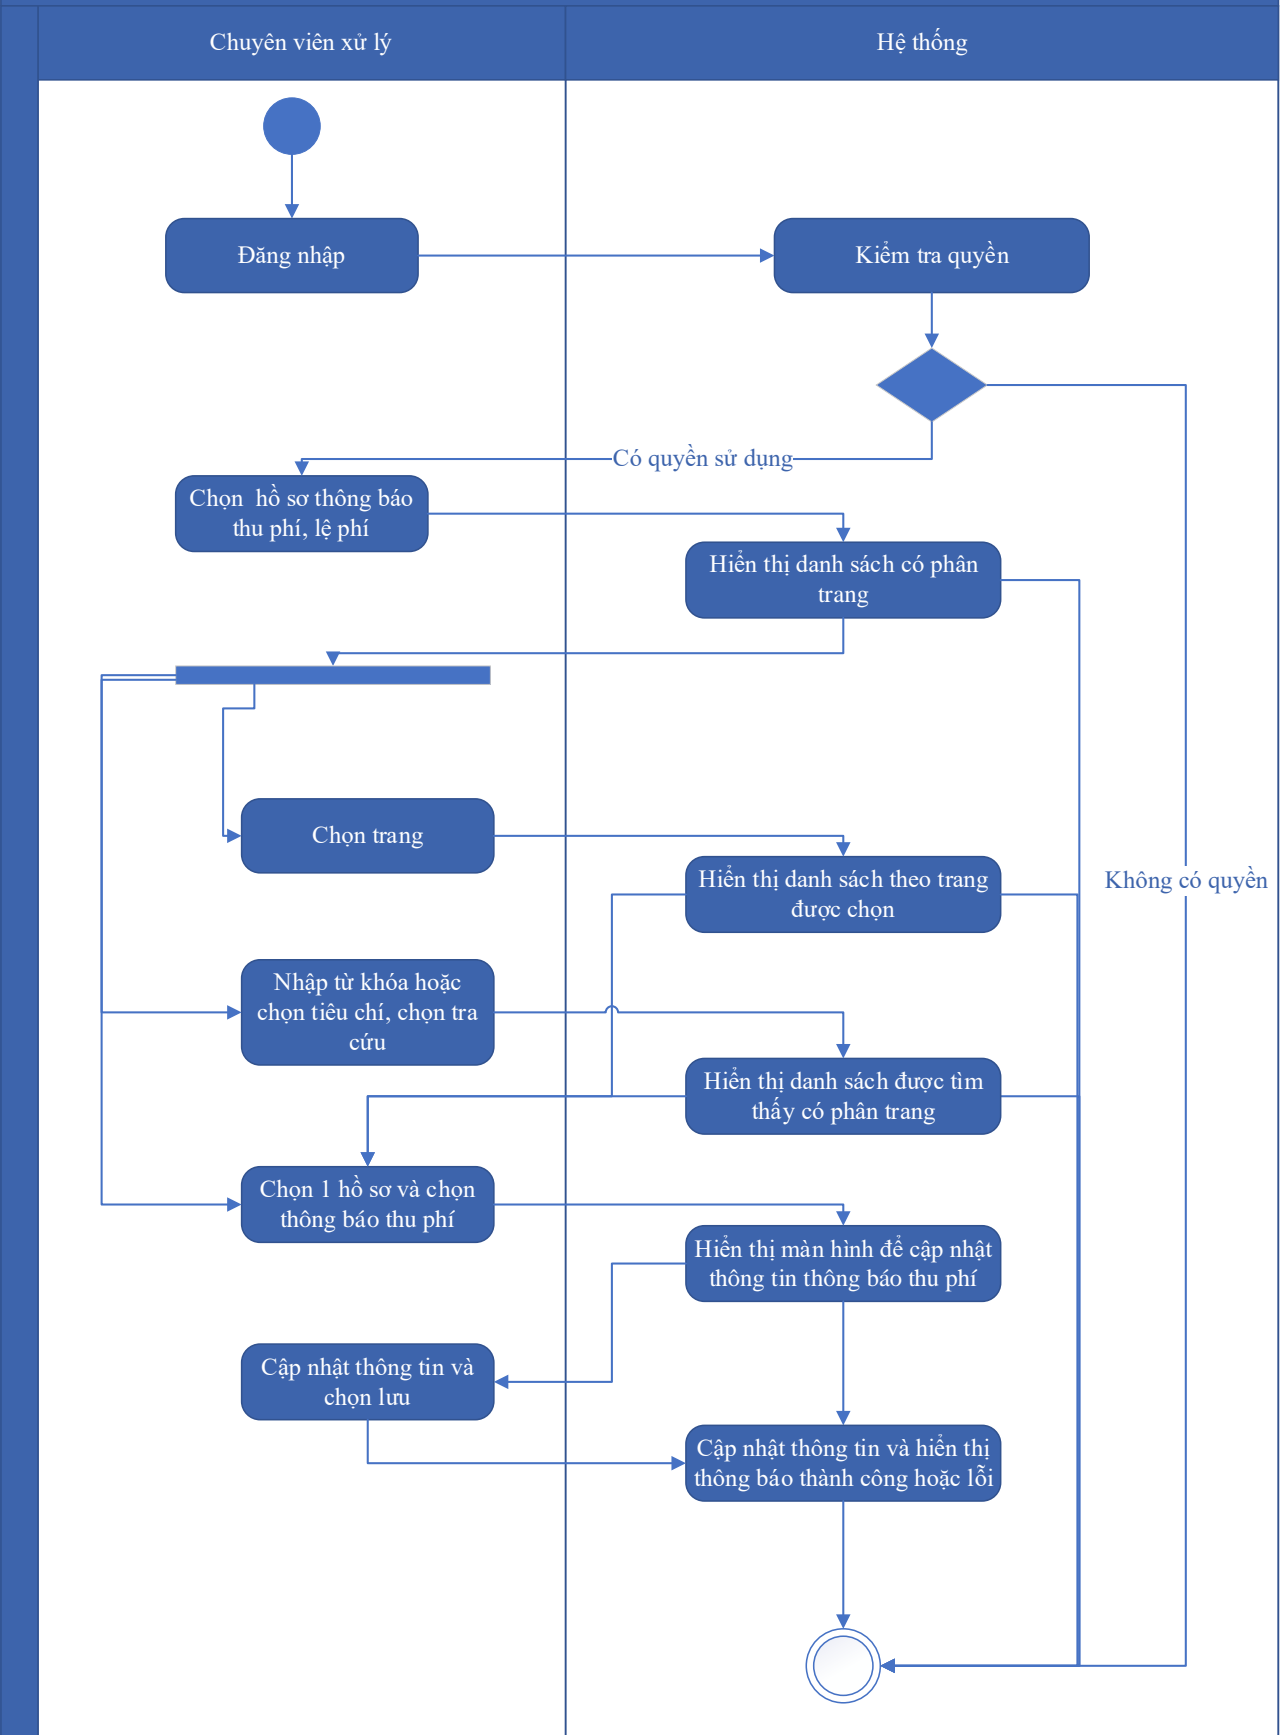 Chuyên viên xử lý
Hệ thống
Đăng nhập
Kiểm tra quyền
Có quyền sử dụng
Chọn  hồ sơ thông báo
thu phí, lệ phí
Hiển thị danh sách có phân
trang
Chọn trang
Hiển thị danh sách theo trang
được chọn
Không có quyền
Nhập từ khóa hoặc
chọn tiêu chí, chọn tra
cứu
Hiển thị danh sách được tìm
thấy có phân trang
Chọn 1 hồ sơ và chọn
thông báo thu phí
Hiển thị màn hình để cập nhật
thông tin thông báo thu phí
Cập nhật thông tin và
chọn lưu
Cập nhật thông tin và hiển thị
thông báo thành công hoặc lỗi